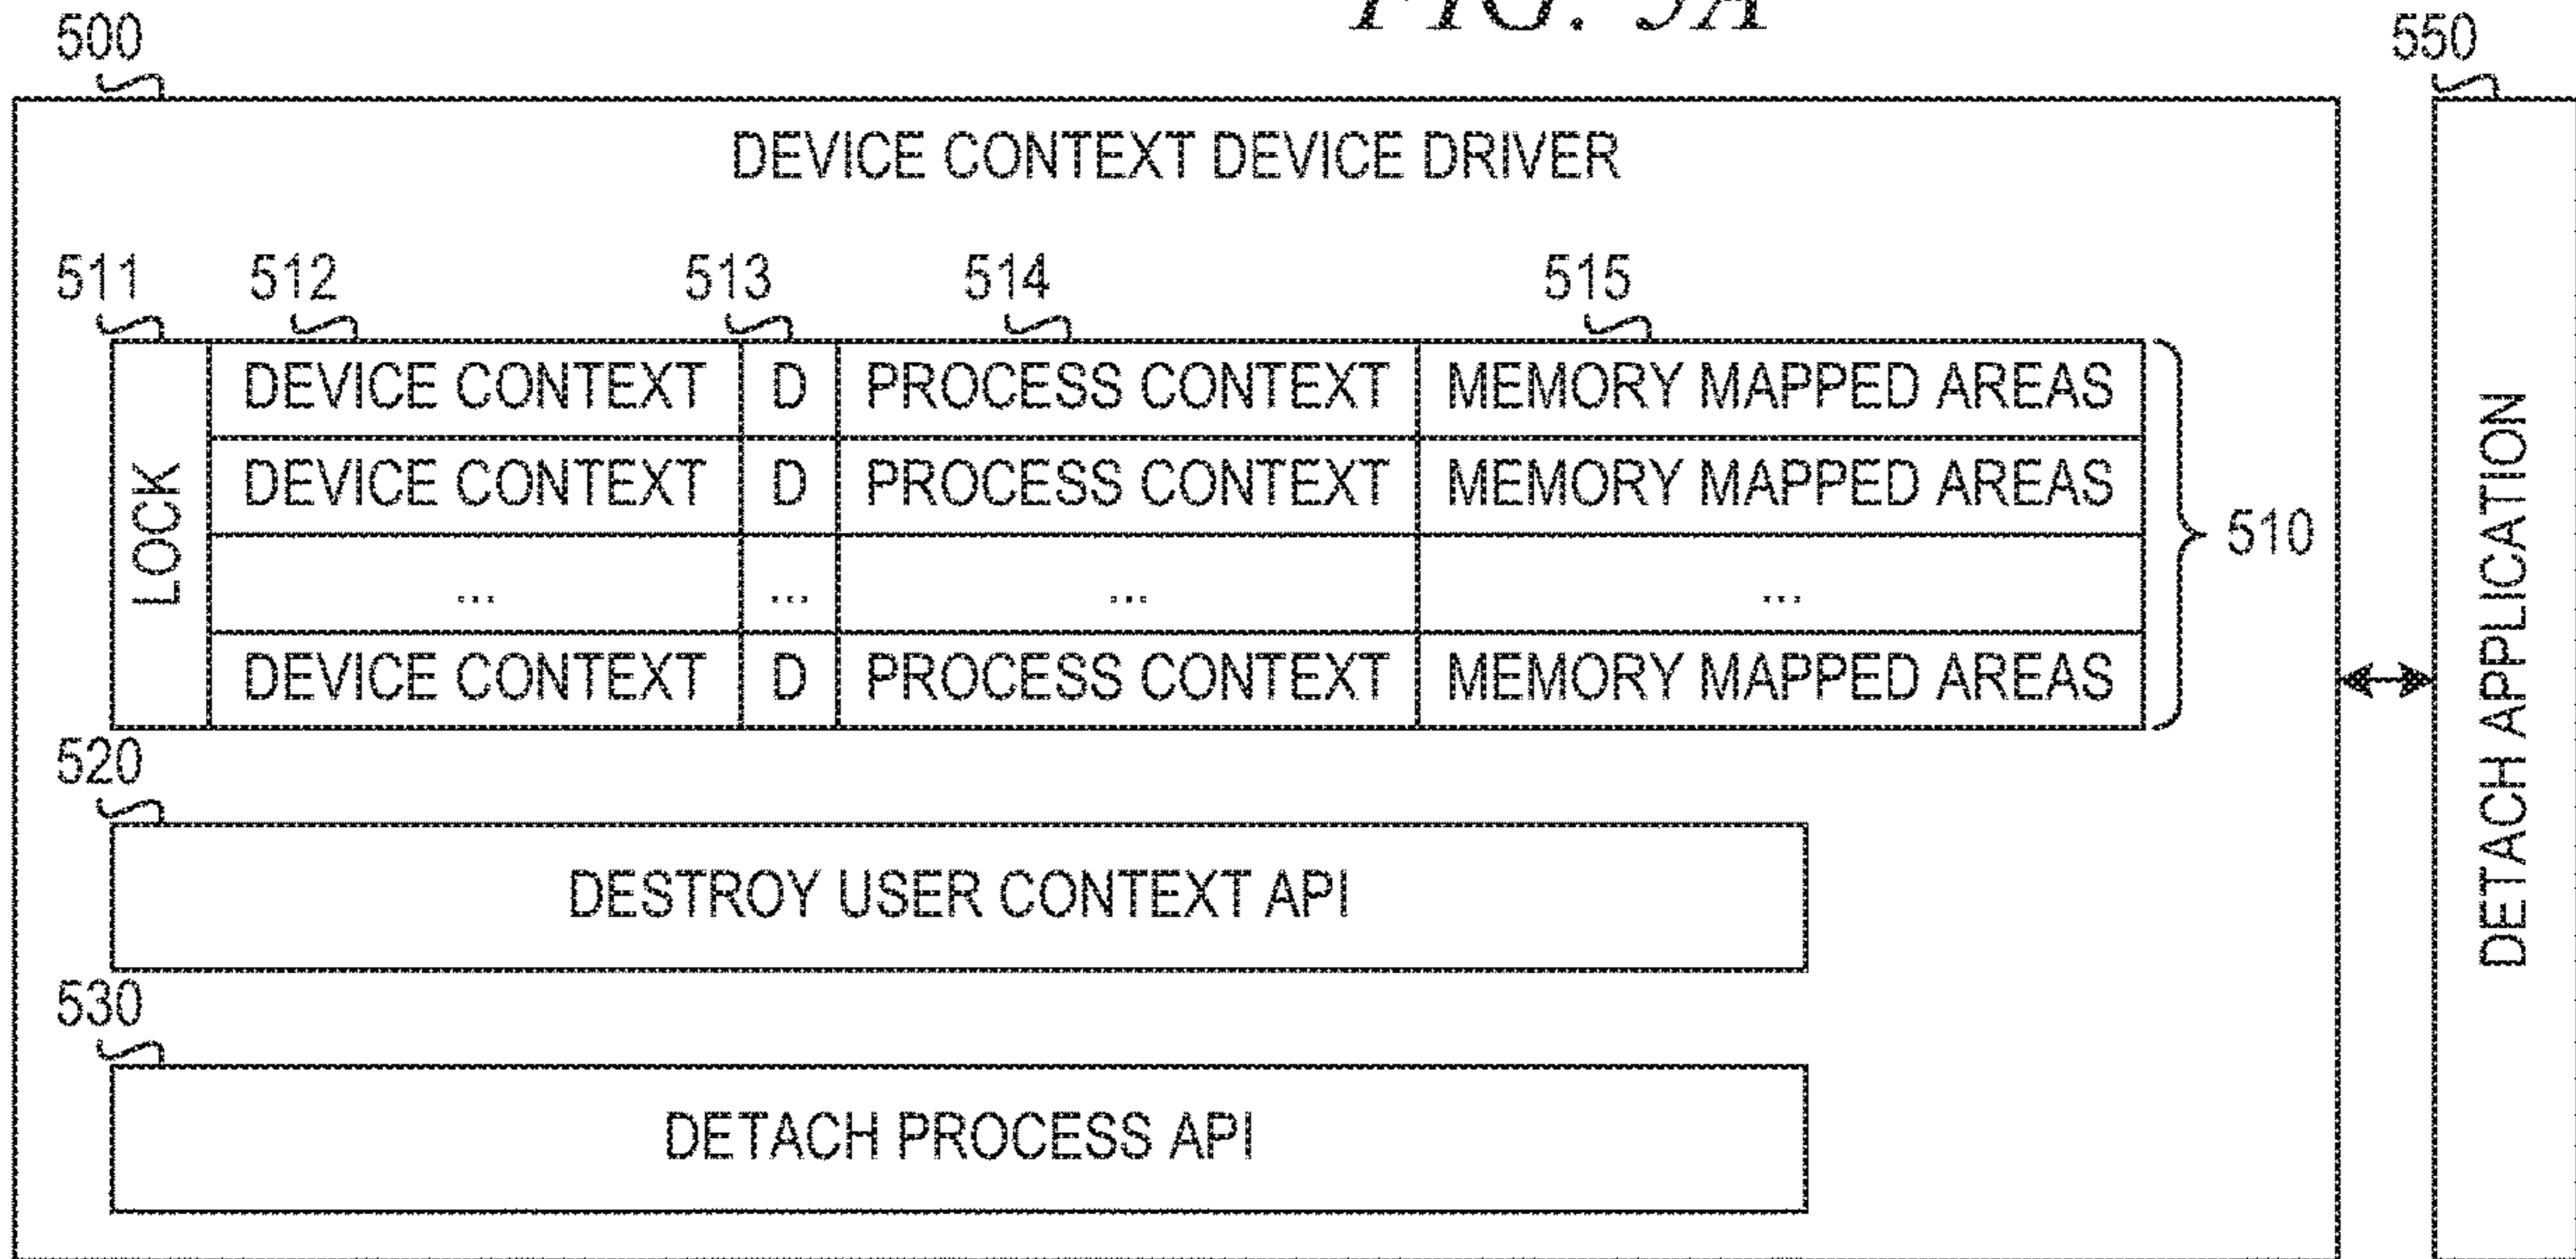 FIG. 5A
500
550
DEVICE CONTEXT DEVICE DRIVER
511 512 513 514 515
LOCK
DEVICE CONTEXT D PROCESS CONTEXT MEMORY MAPPED AREAS
DEVICE CONTEXT D PROCESS CONTEXT MEMORY MAPPED AREAS
... ... ... ...
DEVICE CONTEXT D PROCESS CONTEXT MEMORY MAPPED AREAS
510
520
DESTROY USER CONTEXT API
530
DETACH PROCESS API
DETACH APPLICATION